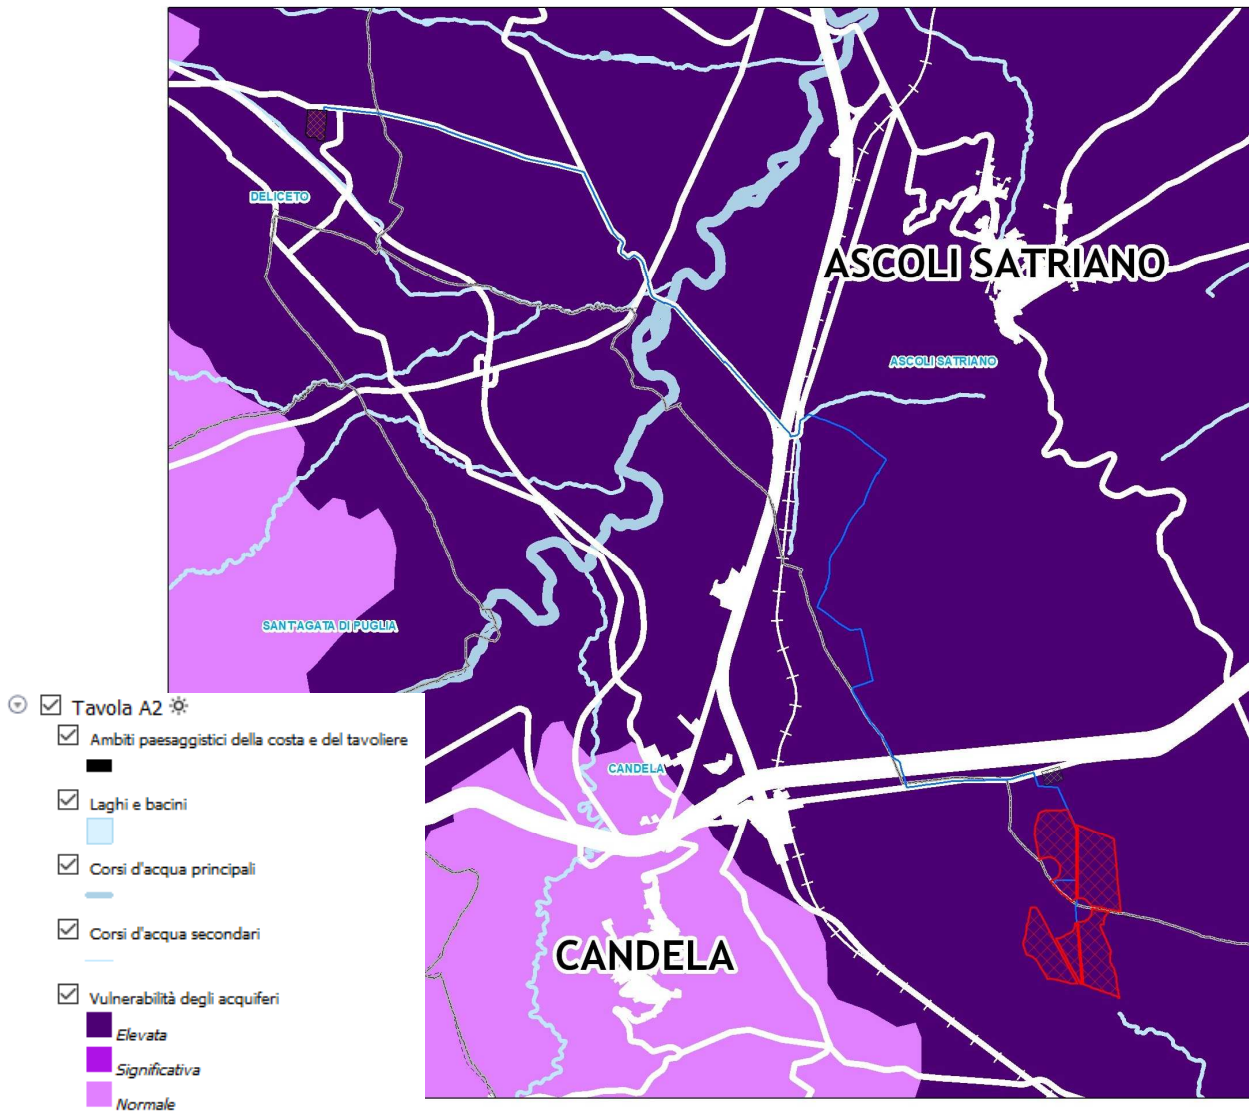 DELICETO
ASCOLI SATRIANO
ASCOLI SATRIANO
SANT'AGATA DI PUGLIA
CANDELA
CANDELA
Tavola A2
Ambiti paesaggistici della costa e del tavoliere
Laghi e bacini
Corsi d'acqua principali
Corsi d'acqua secondari
Vulnerabilità degli acquiferi
Elevata
Significativa
Normale